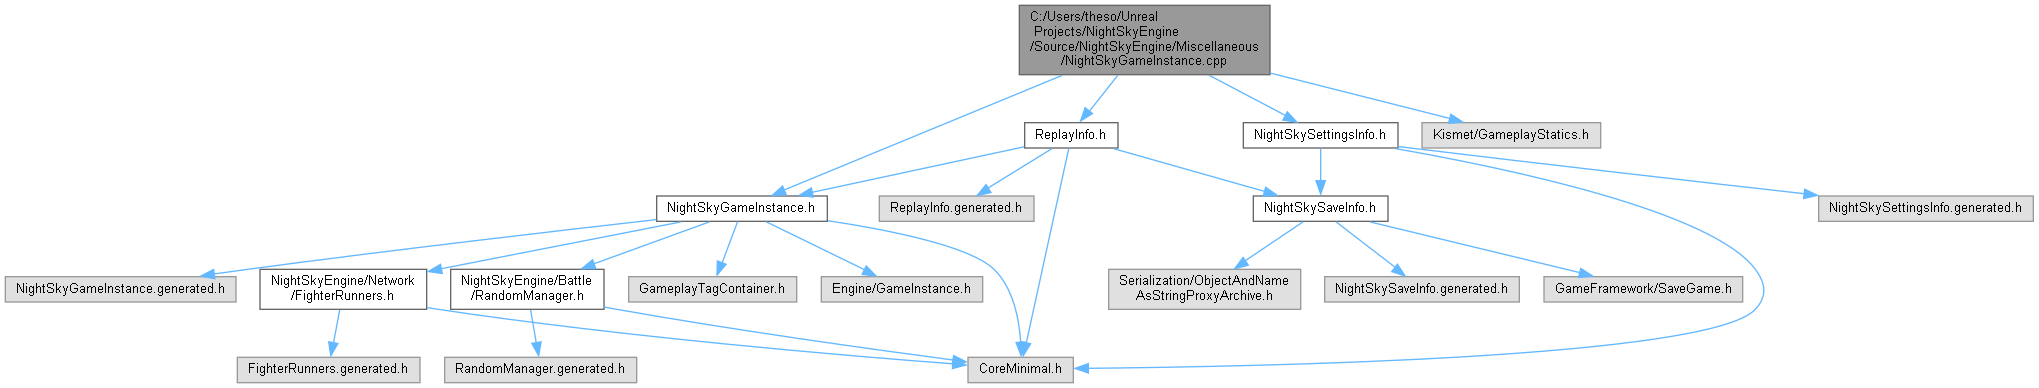 C:/Users/theso/Unreal
Projects/NightSkyEngine
/Source/NightSkyEngine/Miscellaneous
/NightSkyGameInstance.cpp
ReplayInfo.h
NightSkySettingsInfo.h
Kismet/GameplayStatics.h
NightSkyGameInstance.h
ReplayInfo.generated.h
NightSkySaveInfo.h
NightSkySettingsInfo.generated.h
NightSkyGameInstance.generated.h
NightSkyEngine/Network
/FighterRunners.h
NightSkyEngine/Battle
/RandomManager.h
GameplayTagContainer.h
Engine/GameInstance.h
Serialization/ObjectAndName
AsStringProxyArchive.h
NightSkySaveInfo.generated.h
GameFramework/SaveGame.h
FighterRunners.generated.h
RandomManager.generated.h
CoreMinimal.h